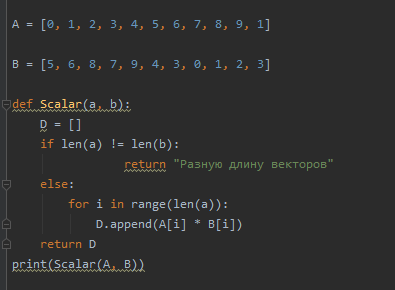 A = [0, 1, 2, 3, 4, 5, 6, 7, 8, 9, 1]
B = [5, 6, 8, 7, 9, 4, 3, 0, 1, 2, 3]
def Scalar(a, b):
    D = []
    if len(a) != len(b):
                return "Разную длину векторов"
    else:
        for i in range(len(a)):
            D.append(A[i] * B[i])
    return D
print(Scalar(A, B))